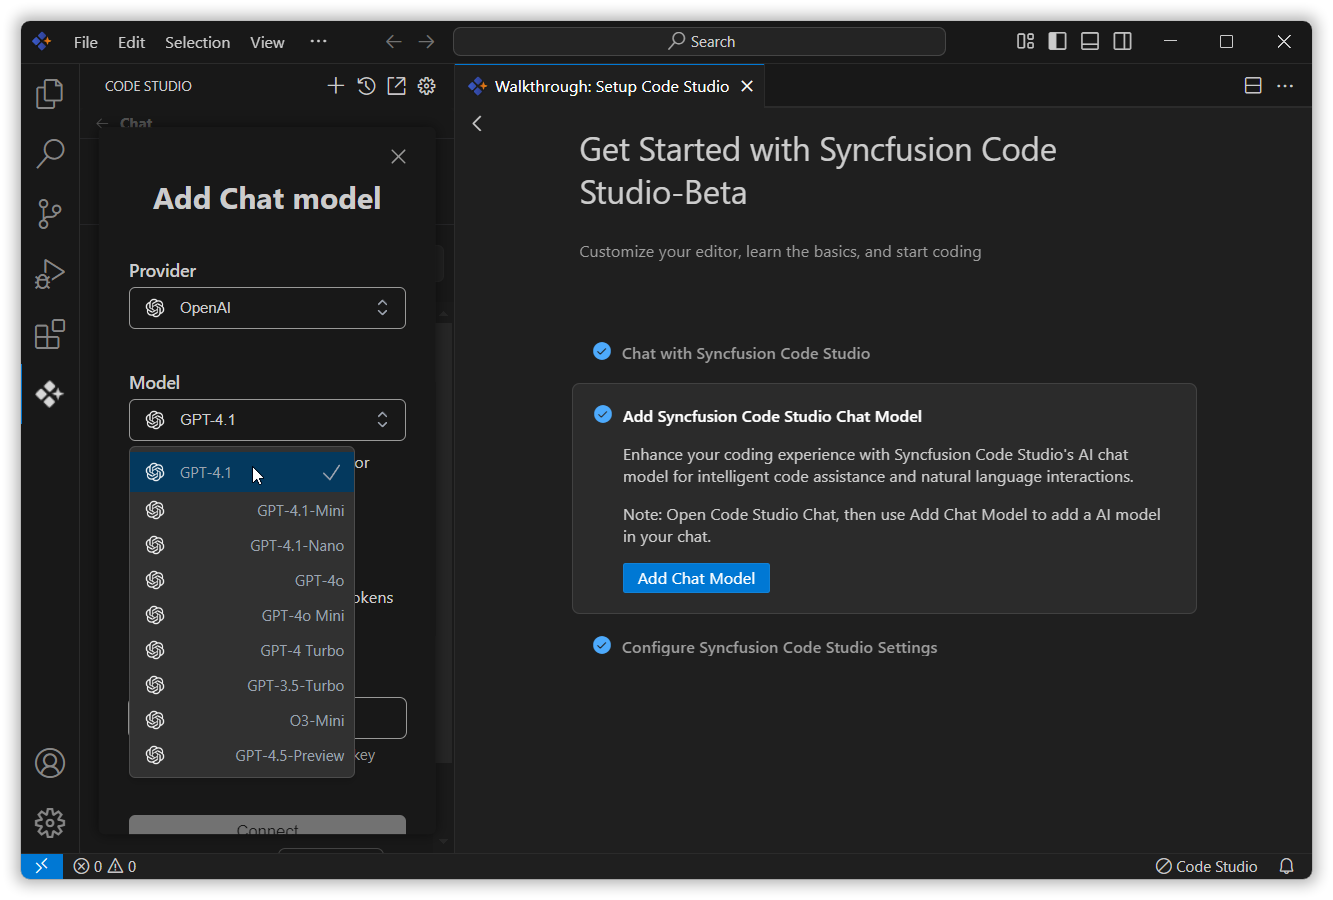 File Edit Selection View ··· Search
CODE STUDIO
Chat
Add Chat model
Provider
OpenAI
Model
GPT-4.1
or
GPT-4.1
GPT-4.1-Mini
GPT-4.1-Nano
GPT-4o
okens
GPT-4o Mini
GPT-4 Turbo
GPT-3.5-Turbo
O3-Mini
GPT-4.5-Preview
key
Connect
Walkthrough: Setup Code Studio
Get Started with Syncfusion Code
Studio-Beta
Customize your editor, learn the basics, and start coding
Chat with Syncfusion Code Studio
Add Syncfusion Code Studio Chat Model
Enhance your coding experience with Syncfusion Code Studio's AI chat
model for intelligent code assistance and natural language interactions.
Note: Open Code Studio Chat, then use Add Chat Model to add a AI model
in your chat.
Add Chat Model
Configure Syncfusion Code Studio Settings
0 0 Code Studio